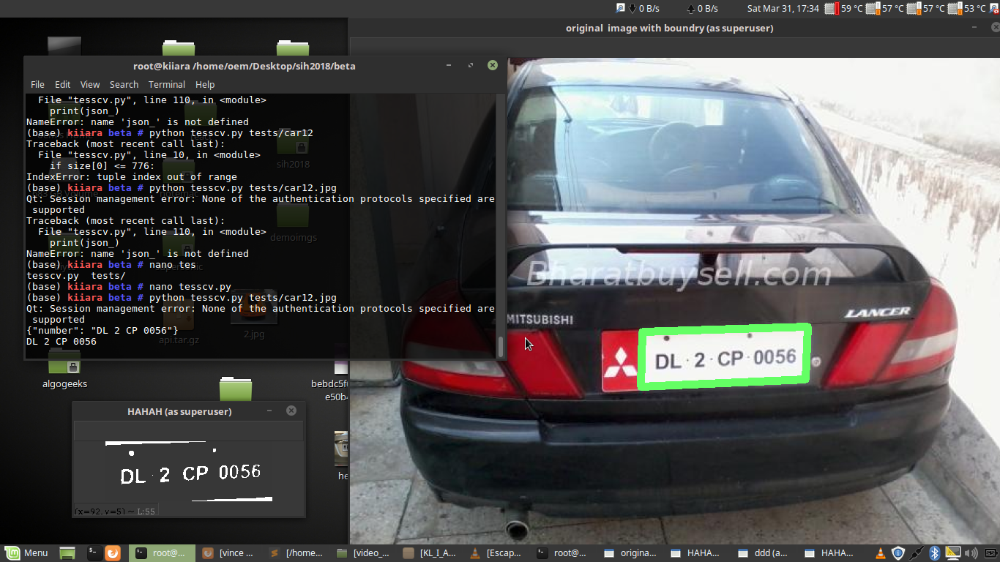 0 B/s 0 B/s Sat Mar 31, 17:34 59 °C 57 °C 57 °C 53 °C
original image with boundry (as superuser)
root@kiiara /home/oem/Desktop/sih2018/beta
File Edit View Search Terminal Help
File "tesscv.py", line 110, in <module>
print(json_)
NameError: name 'json_' is not defined
(base) kiiara beta # python tesscv.py tests/car12
Traceback (most recent call last):
File "tesscv.py", line 10, in <module>
if size[0] <= 776:
IndexError: tuple index out of range
(base) kiiara beta # python tesscv.py tests/car12.jpg
Qt: Session management error: None of the authentication protocols specified are
supported
Traceback (most recent call last):
File "tesscv.py", line 110, in <module>
print(json_)
NameError: name 'json_' is not defined
(base) kiiara beta # nano tes
tesscv.py tests/
(base) kiiara beta # nano tesscv.py
(base) kiiara beta # python tesscv.py tests/car12.jpg
Qt: Session management error: None of the authentication protocols specified are
supported
{"number": "DL 2 CP 0056"}
DL 2 CP 0056
sih2018
demoimgs
api.tar.gz
2.jpg
algogeeks
Bharatbuysell.com
MITSUBISHI
LANCER
DL · 2 · CP · 0056
HAHAH (as superuser)
DL · 2 CP 0056
(x=92, y=5) ~ L:55
Menu root@... [vince ... [/home... [video_... [KL_I_A... [Escap... root@... origina... HAHA... ddd (a... HAHA...